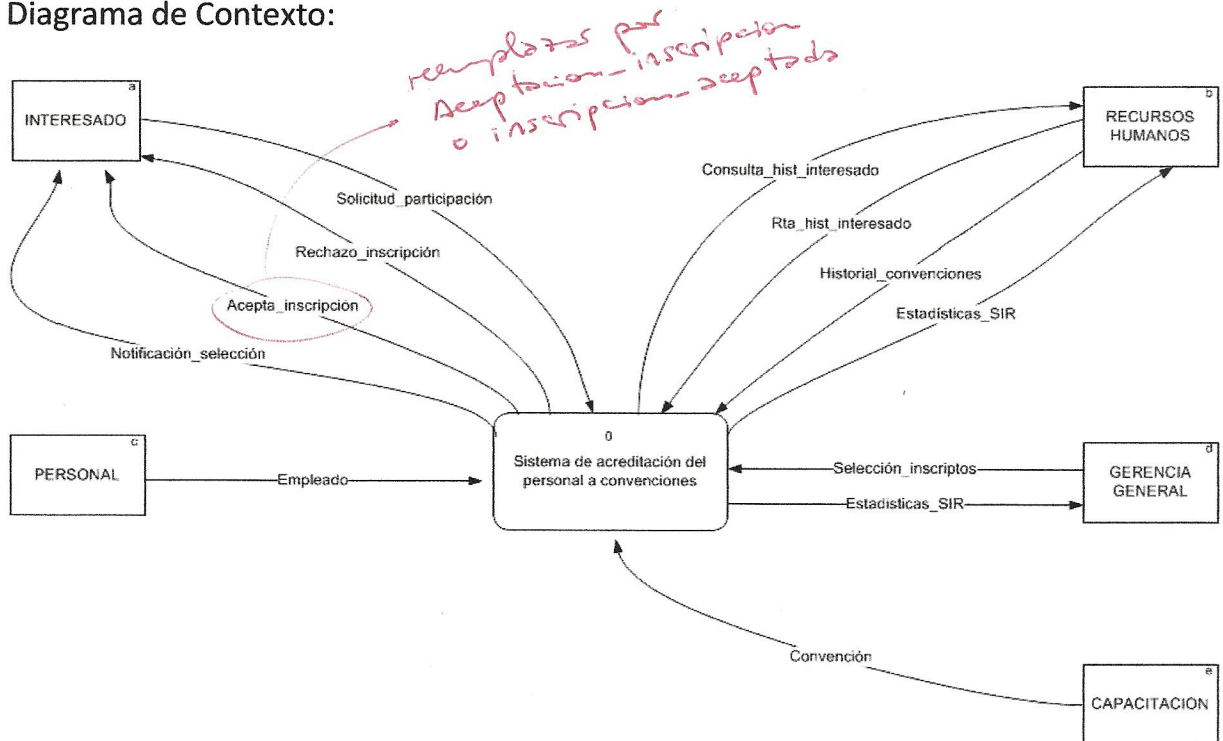 Diagrama de Contexto:
reemplazar por
Aceptacion_inscripcion
o inscripcion_aceptada
a
INTERESADO
b
RECURSOS
HUMANOS
Consulta_hist_interesado
Solicitud_participación
Rta_hist_interesado
Rechazo_inscripción
Historial_convenciones
Acepta_inscripción
Estadísticas_SIR
Notificación_selección
c
PERSONAL
Empleado
0
Sistema de acreditación del
personal a convenciones
Selección_inscriptos
Estadisticas_SIR
d
GERENCIA
GENERAL
Convención
e
CAPACITACION